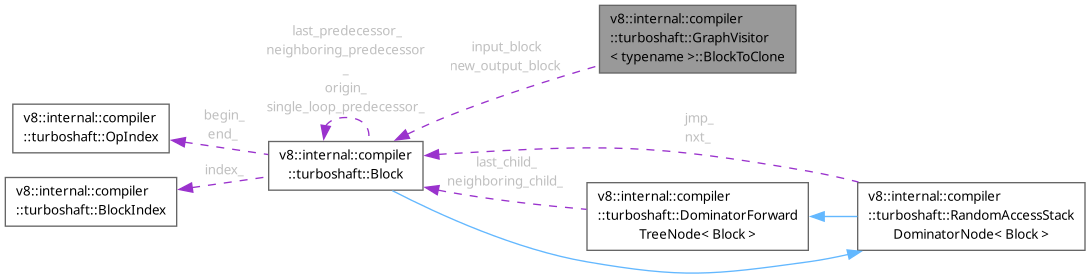 v8::internal::compiler
::turboshaft::GraphVisitor
< typename >::BlockToClone
last_predecessor_
neighboring_predecessor
_
origin_
single_loop_predecessor_
input_block
new_output_block
v8::internal::compiler
::turboshaft::OpIndex
begin_
end_
v8::internal::compiler
::turboshaft::BlockIndex
index_
v8::internal::compiler
::turboshaft::Block
jmp_
nxt_
last_child_
neighboring_child_
v8::internal::compiler
::turboshaft::DominatorForward
TreeNode< Block >
v8::internal::compiler
::turboshaft::RandomAccessStack
DominatorNode< Block >